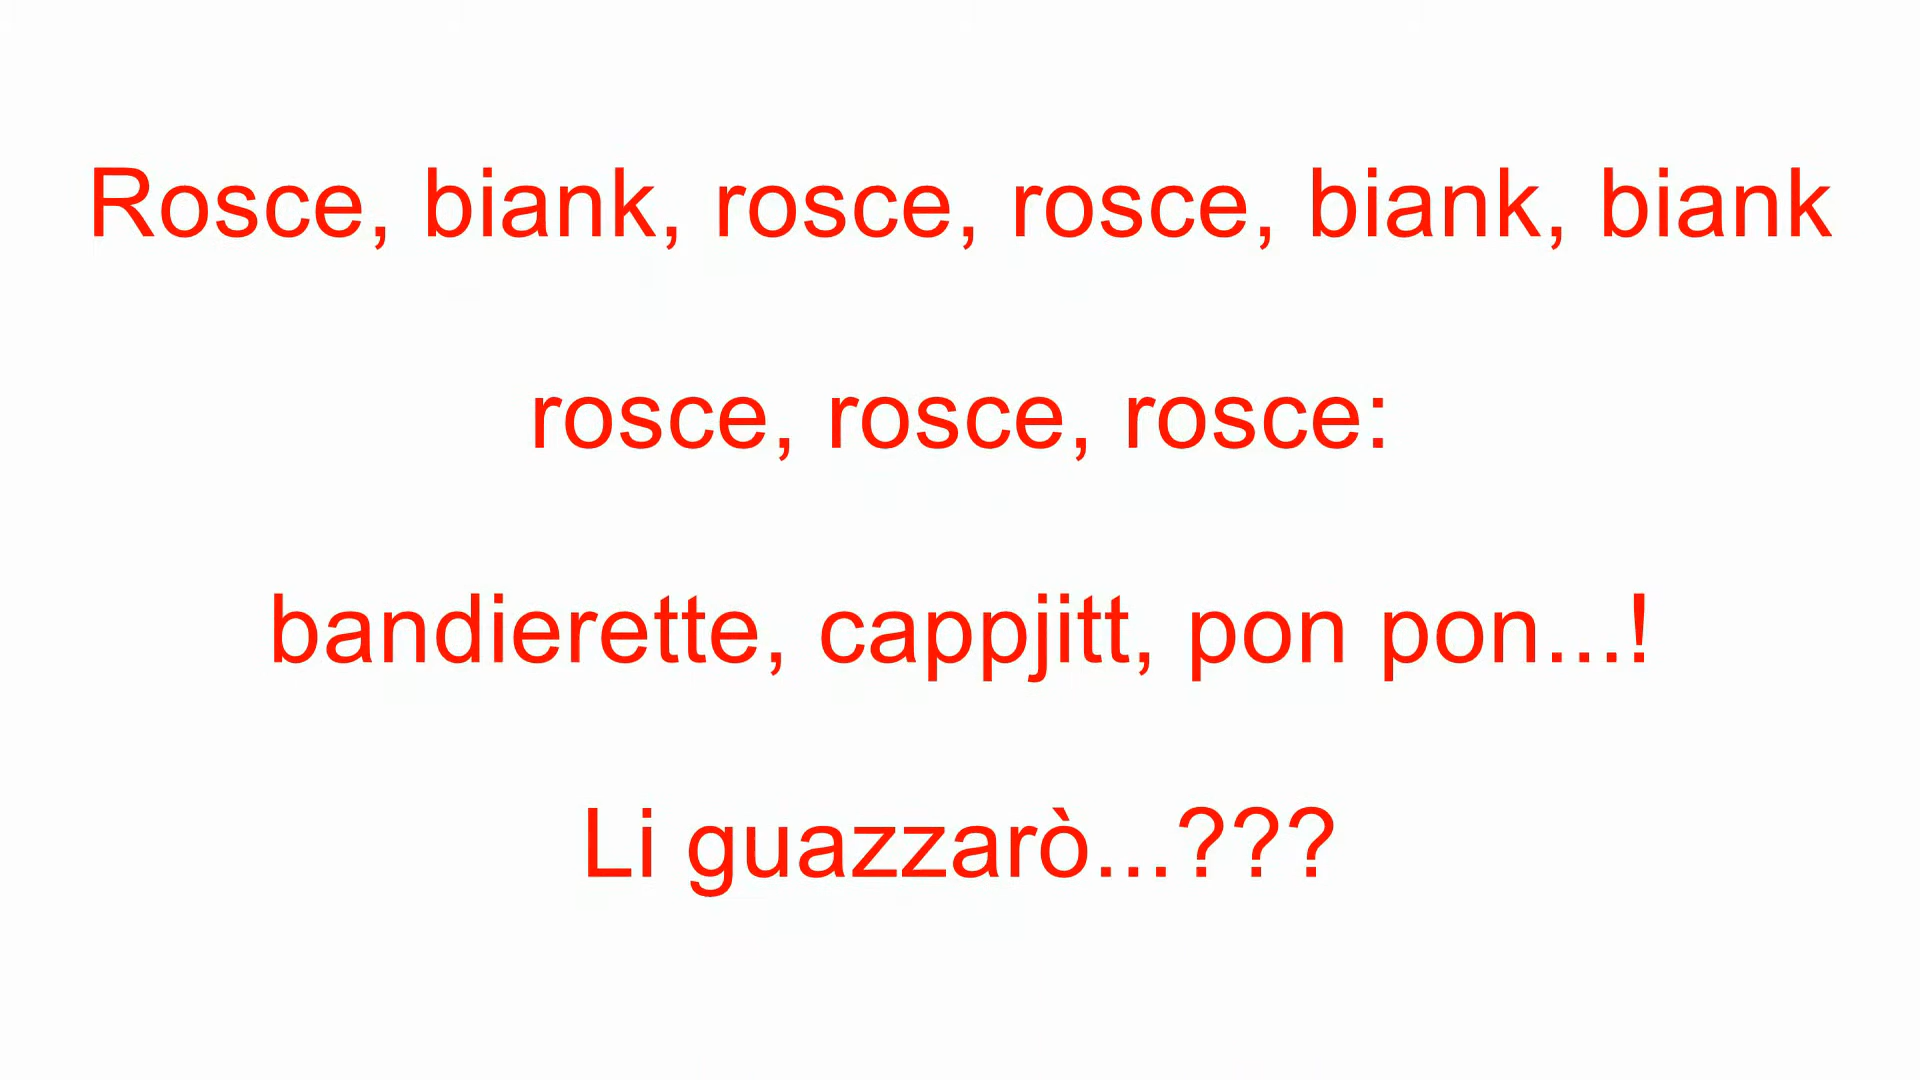 Rosce, biank, rosce, rosce, biank, biank
rosce, rosce, rosce:
bandierette, cappjitt, pon pon...!
Li guazzarò...???